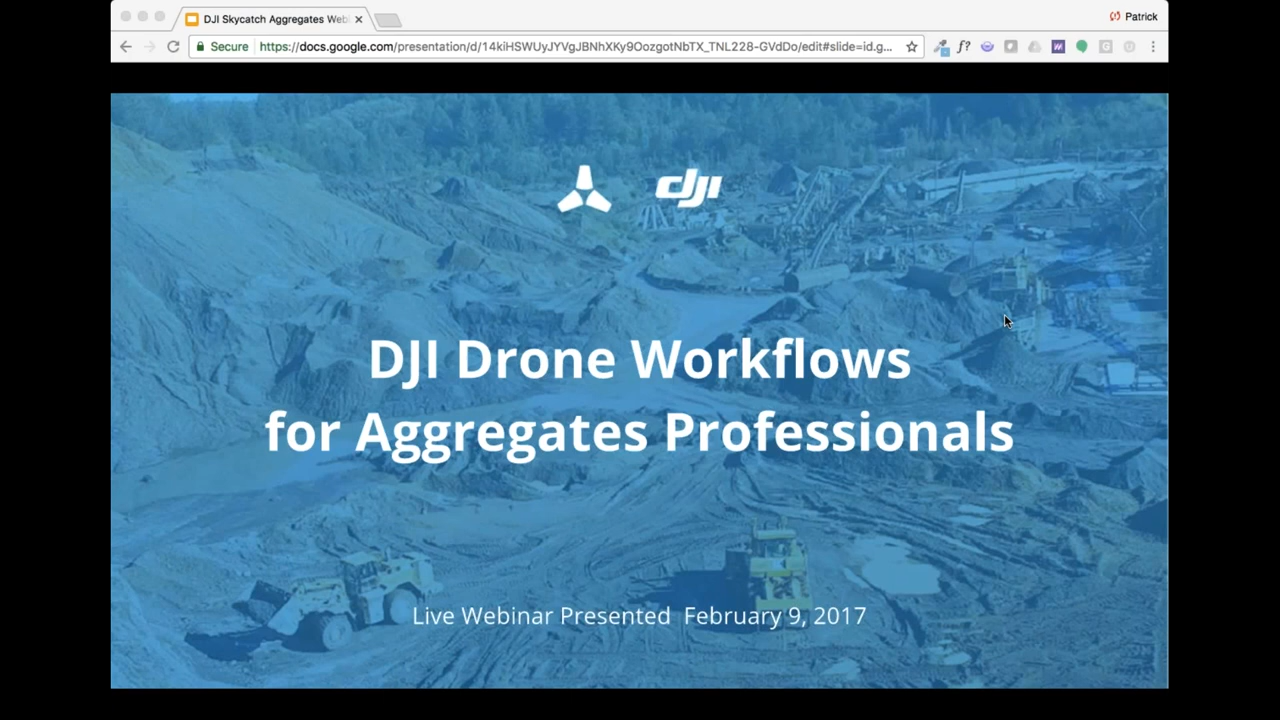 DJI Skycatch Aggregates Web
Patrick
Secure
https://docs.google.com/presentation/d/14kiHSWUyJYVgJBNhXKy9OozgotNbTX_TNL228-GVdDo/edit#slide=id.g...
f?
dji
DJI Drone Workflows
for Aggregates Professionals
Live Webinar Presented February 9, 2017